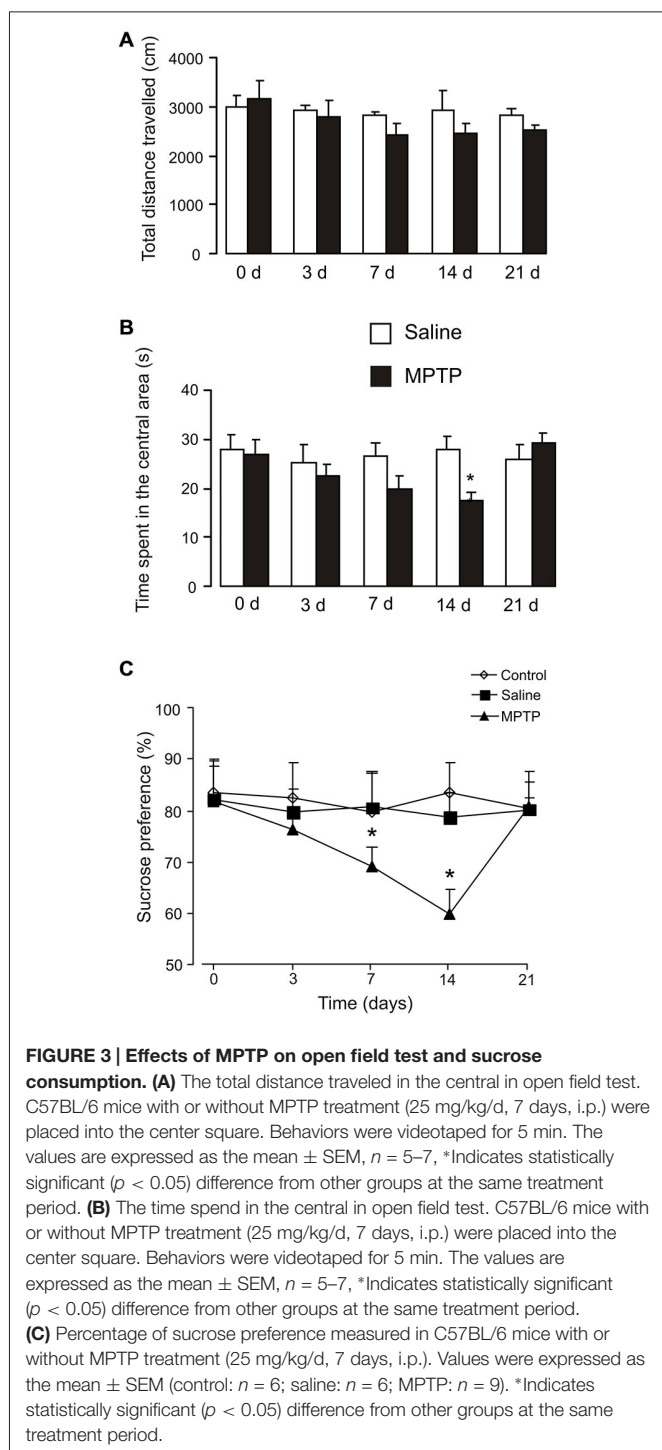 A
Total distance travelled (cm)
4000
3000
2000
1000
0
0 d 3 d 7 d 14 d 21 d
B
Saline
MPTP
Time spent in the central area (s)
40
30
20
10
0
*
0 d 3 d 7 d 14 d 21 d
C
Control
Saline
MPTP
Sucrose preference (%)
100
90
80
70
60
50
*
*
0 3 7 14 21
Time (days)
FIGURE 3 | Effects of MPTP on open field test and sucrose
consumption. (A) The total distance traveled in the central in open field test.
C57BL/6 mice with or without MPTP treatment (25 mg/kg/d, 7 days, i.p.) were
placed into the center square. Behaviors were videotaped for 5 min. The
values are expressed as the mean ± SEM, n = 5–7, *Indicates statistically
significant (p < 0.05) difference from other groups at the same treatment
period. (B) The time spend in the central in open field test. C57BL/6 mice with
or without MPTP treatment (25 mg/kg/d, 7 days, i.p.) were placed into the
center square. Behaviors were videotaped for 5 min. The values are
expressed as the mean ± SEM, n = 5–7, *Indicates statistically significant
(p < 0.05) difference from other groups at the same treatment period.
(C) Percentage of sucrose preference measured in C57BL/6 mice with or
without MPTP treatment (25 mg/kg/d, 7 days, i.p.). Values were expressed as
the mean ± SEM (control: n = 6; saline: n = 6; MPTP: n = 9). *Indicates
statistically significant (p < 0.05) difference from other groups at the same
treatment period.